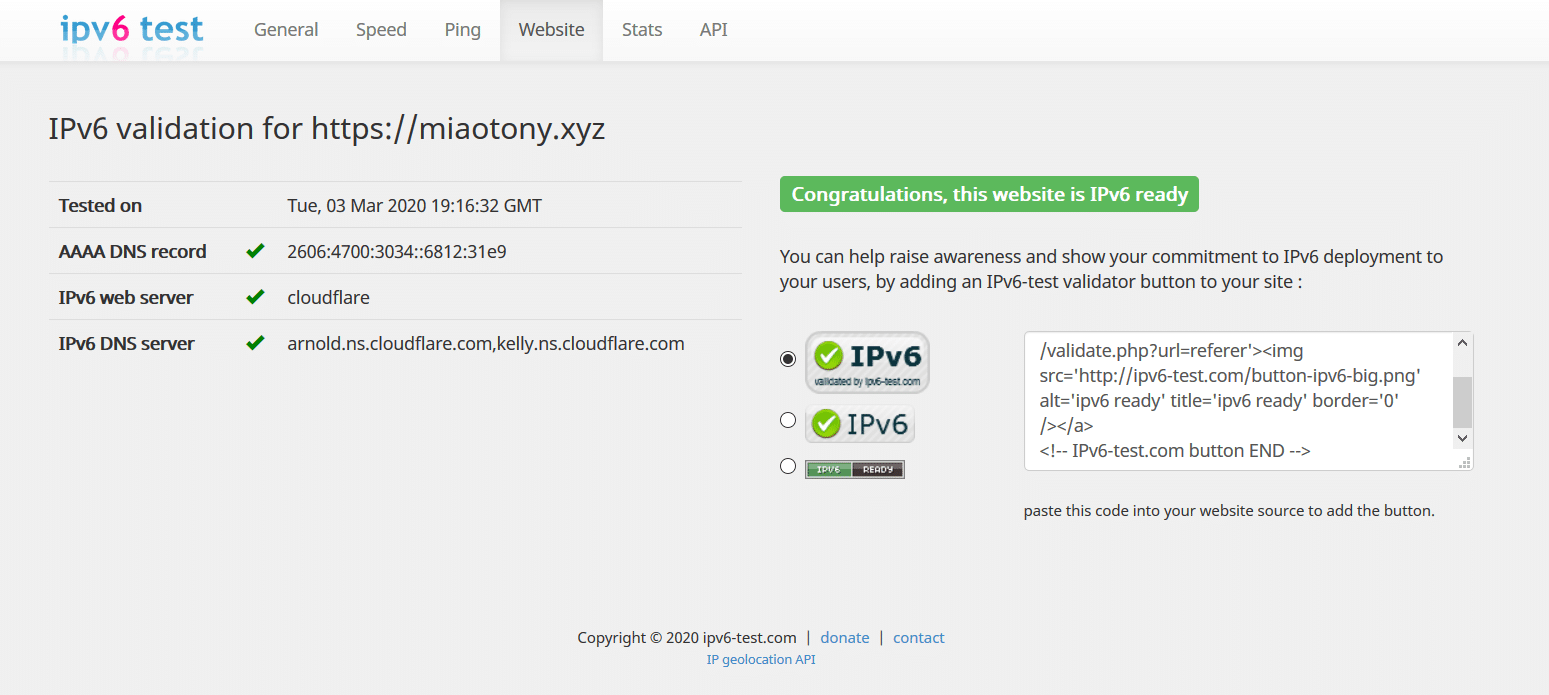 ipv6 test
General Speed Ping Website Stats API
IPv6 validation for https://miaotony.xyz
Tested on Tue, 03 Mar 2020 19:16:32 GMT
AAAA DNS record 2606:4700:3034::6812:31e9
IPv6 web server cloudflare
IPv6 DNS server arnold.ns.cloudflare.com,kelly.ns.cloudflare.com
Congratulations, this website is IPv6 ready
You can help raise awareness and show your commitment to IPv6 deployment to
your users, by adding an IPv6-test validator button to your site :
IPv6
validated by ipv6-test.com
IPv6
IPV6 READY
/validate.php?url=referer'><img
src='http://ipv6-test.com/button-ipv6-big.png'
alt='ipv6 ready' title='ipv6 ready' border='0'
/></a>
<!-- IPv6-test.com button END -->
paste this code into your website source to add the button.
Copyright © 2020 ipv6-test.com | donate | contact
IP geolocation API